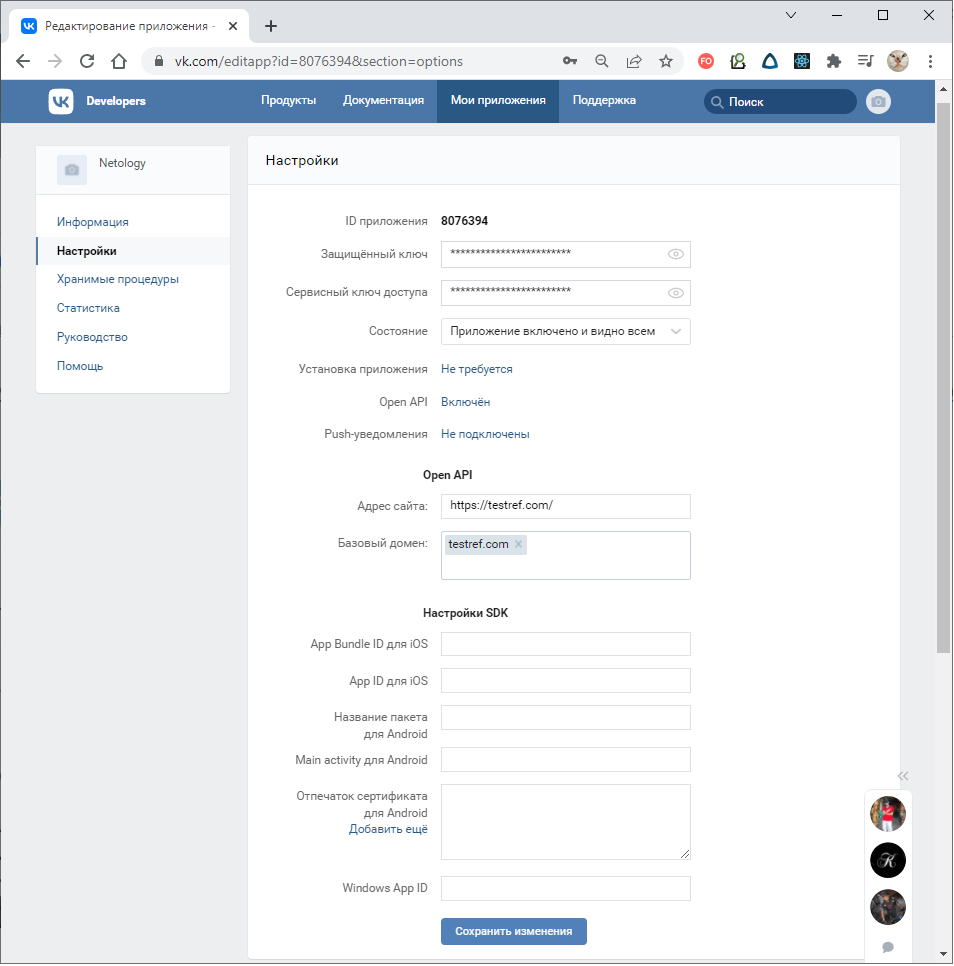 Редактирование приложения -
vk.com/editapp?id=8076394&section=options
FO
Developers
Продукты
Документация
Мои приложения
Поддержка
Поиск
Netology
Информация
Настройки
Хранимые процедуры
Статистика
Руководство
Помощь
Настройки
ID приложения 8076394
Защищённый ключ ************************
Сервисный ключ доступа ************************
Состояние Приложение включено и видно всем
Установка приложения Не требуется
Open API Включён
Push-уведомления Не подключены
Open API
Адрес сайта: https://testref.com/
Базовый домен: testref.com
Настройки SDK
App Bundle ID для iOS
App ID для iOS
Название пакета
для Android
Main activity для Android
Отпечаток сертификата
для Android
Добавить ещё
Windows App ID
Сохранить изменения
K